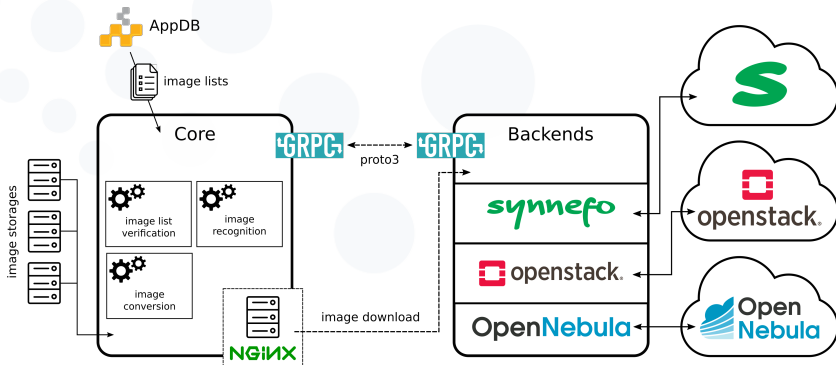 AppDB
image lists
Core
GRPC
proto3
GRPC
Backends
S
image storages
image list
verification
image
recognition
image
conversion
synnefo
openstack.
openstack.
image download
NGiNX
OpenNebula
Open
Nebula